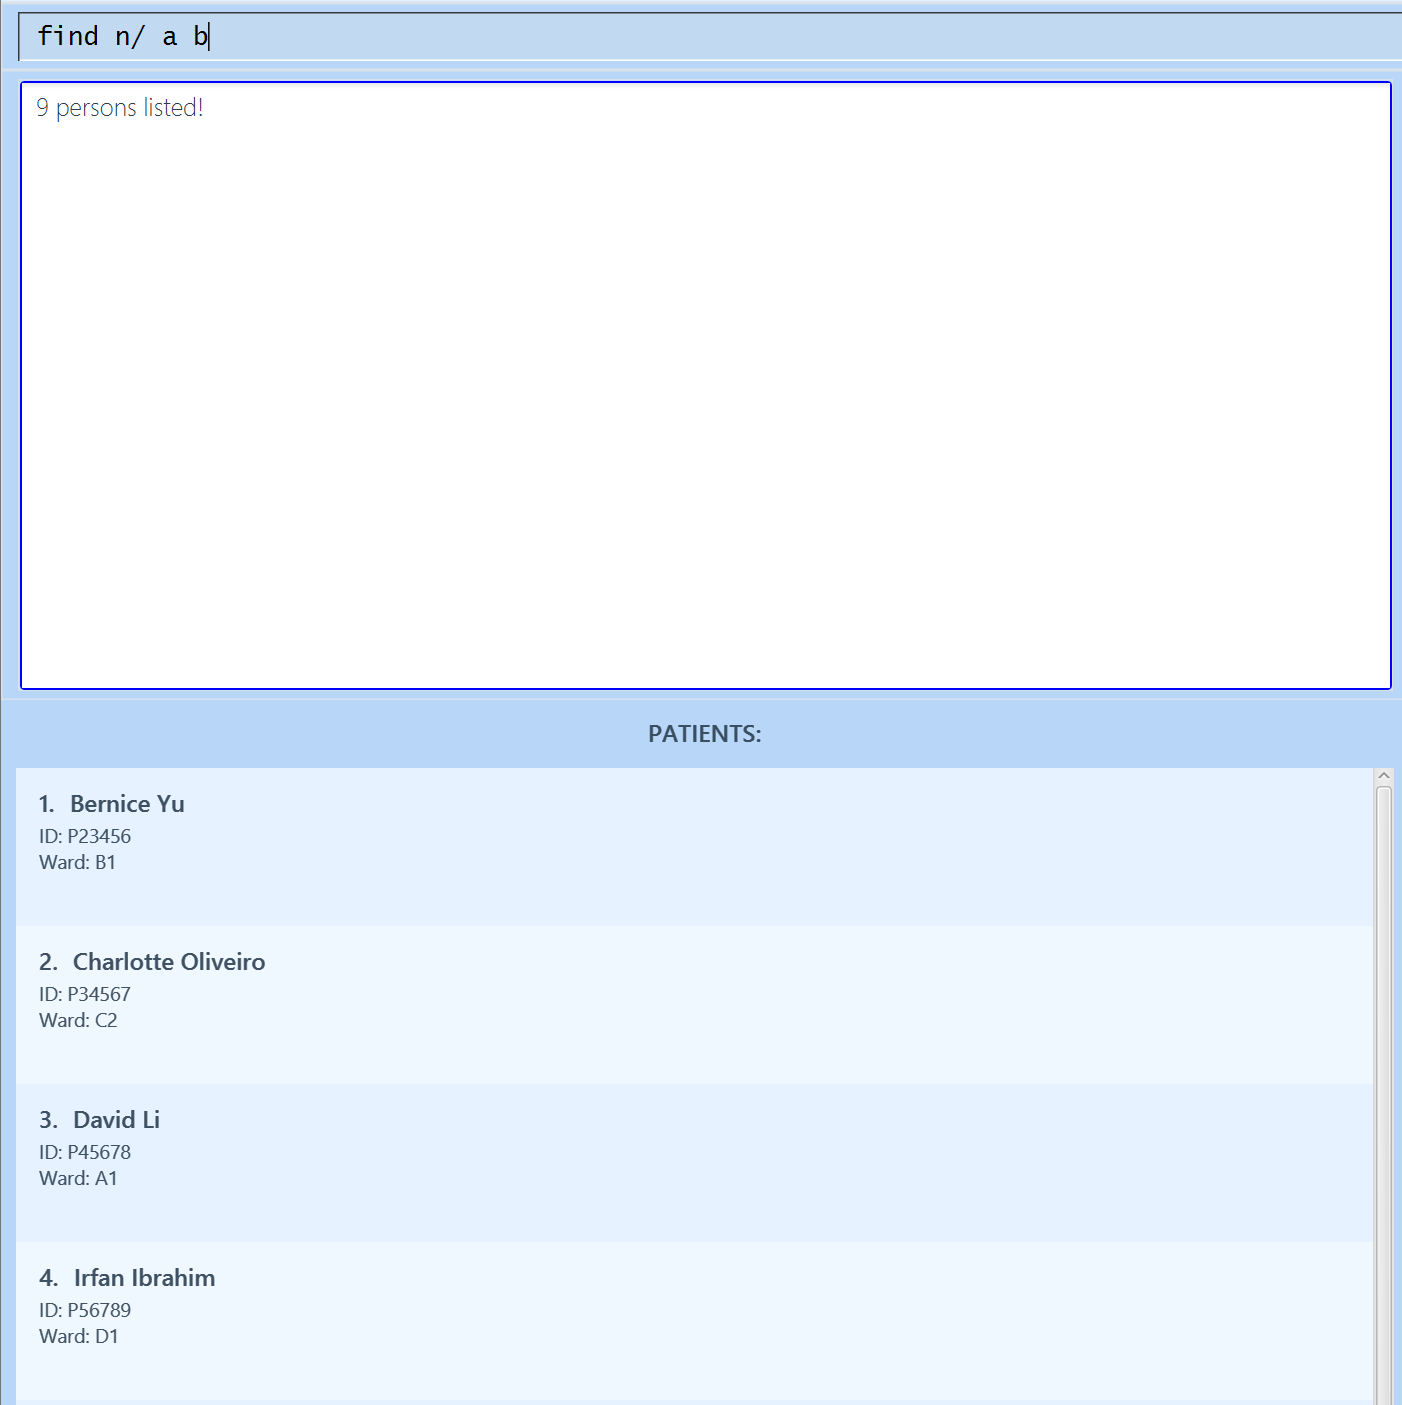 find n/ a b
9 persons listed!
PATIENTS:
1. Bernice Yu
ID: P23456
Ward: B1
2. Charlotte Oliveiro
ID: P34567
Ward: C2
3. David Li
ID: P45678
Ward: A1
4. Irfan Ibrahim
ID: P56789
Ward: D1